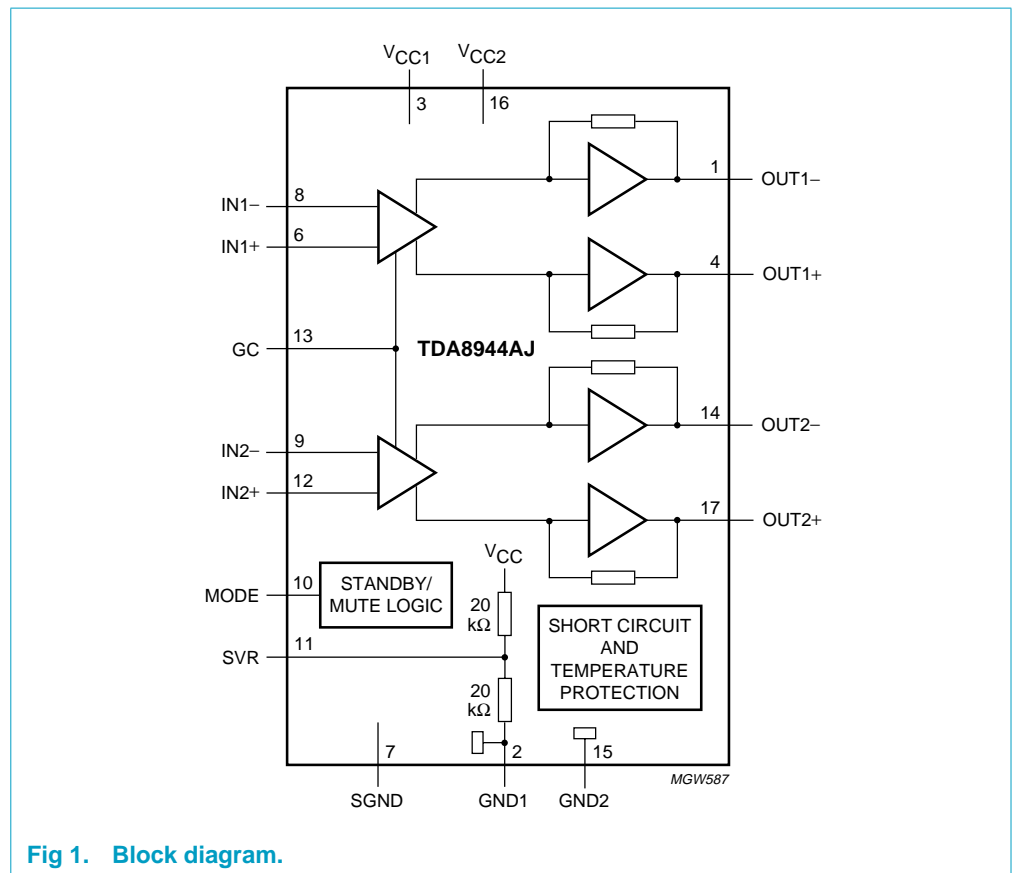 VCC1 VCC2
3 16
1 OUT1−
IN1− 8
IN1+ 6
4 OUT1+
GC 13
TDA8944AJ
14 OUT2−
IN2− 9
IN2+ 12
17 OUT2+
VCC
MODE 10
STANDBY/
MUTE LOGIC
20
kΩ
SVR 11
SHORT CIRCUIT
AND
TEMPERATURE
PROTECTION
20
kΩ
7 2 15
MGW587
SGND GND1 GND2
Fig 1. Block diagram.